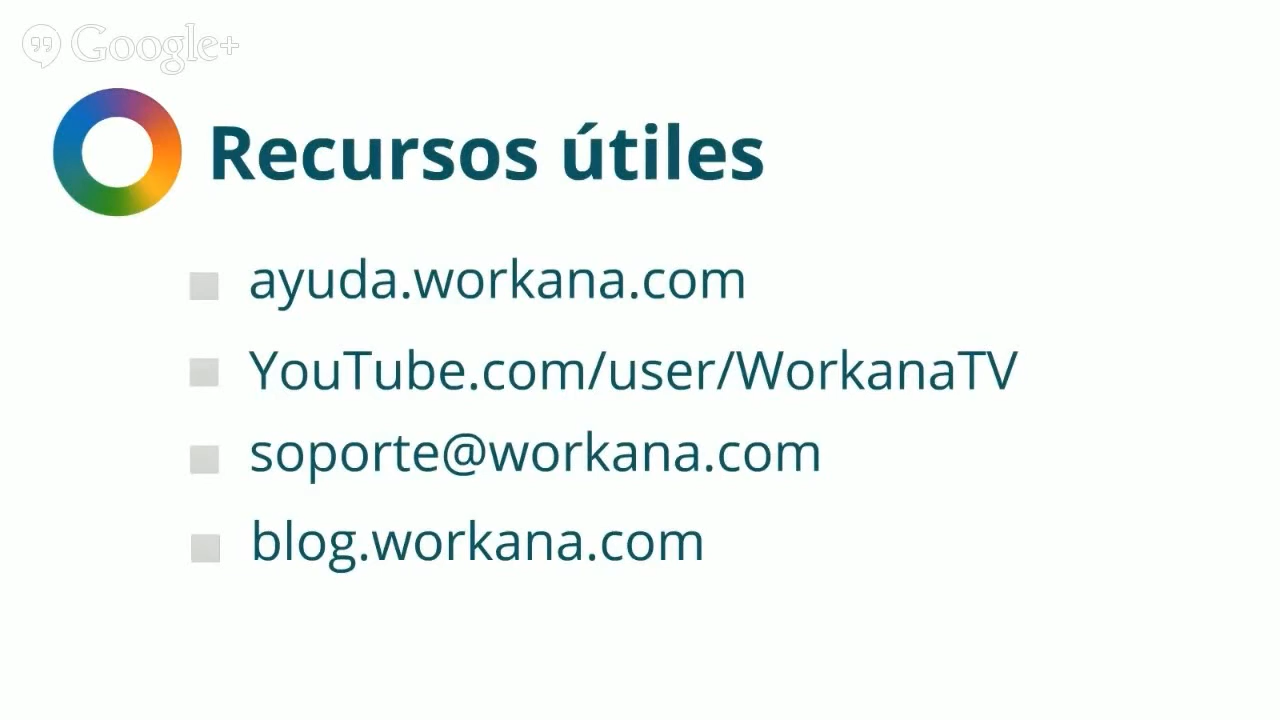 Google+
Recursos útiles
ayuda.workana.com
YouTube.com/user/WorkanaTV
soporte@workana.com
blog.workana.com